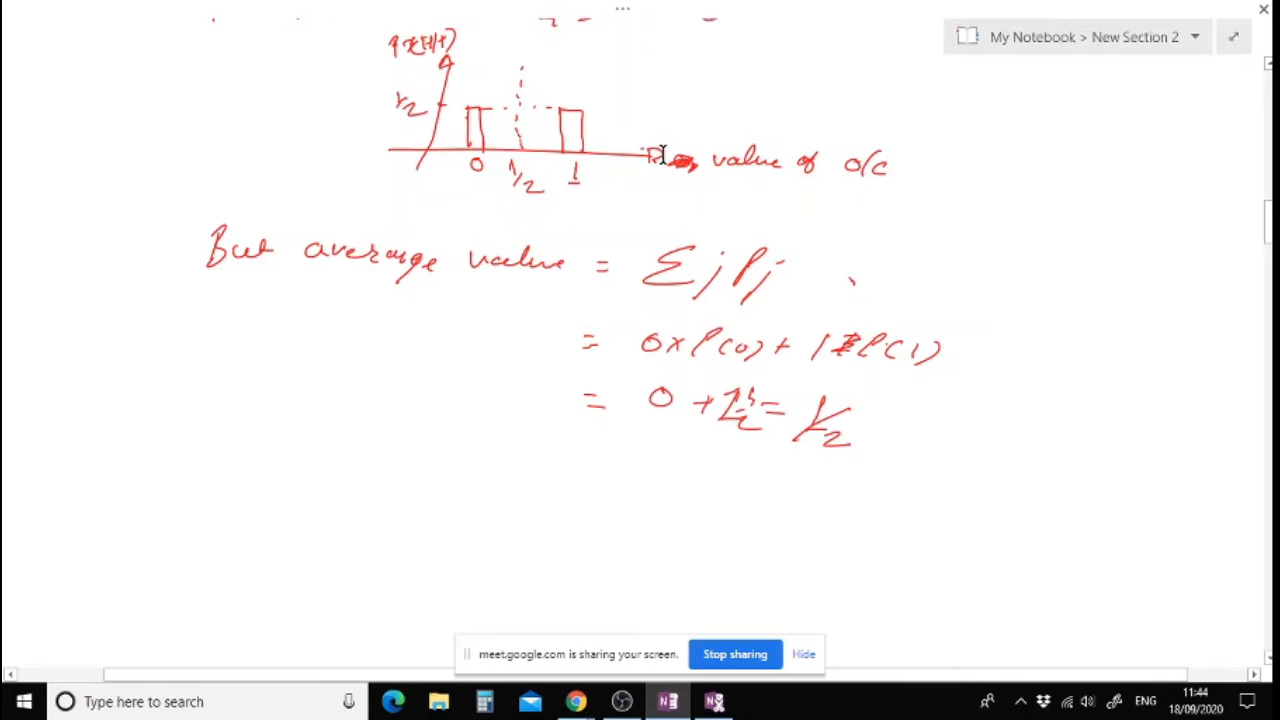 My Notebook > New Section 2
1/2
0 1/2 1
value of o/c
But average value = Σ j Pj
= 0 x P(0) + 1 P(1)
= 0 + = 1/2
meet.google.com is sharing your screen. Stop sharing Hide
Type here to search
ENG
11:44
18/09/2020